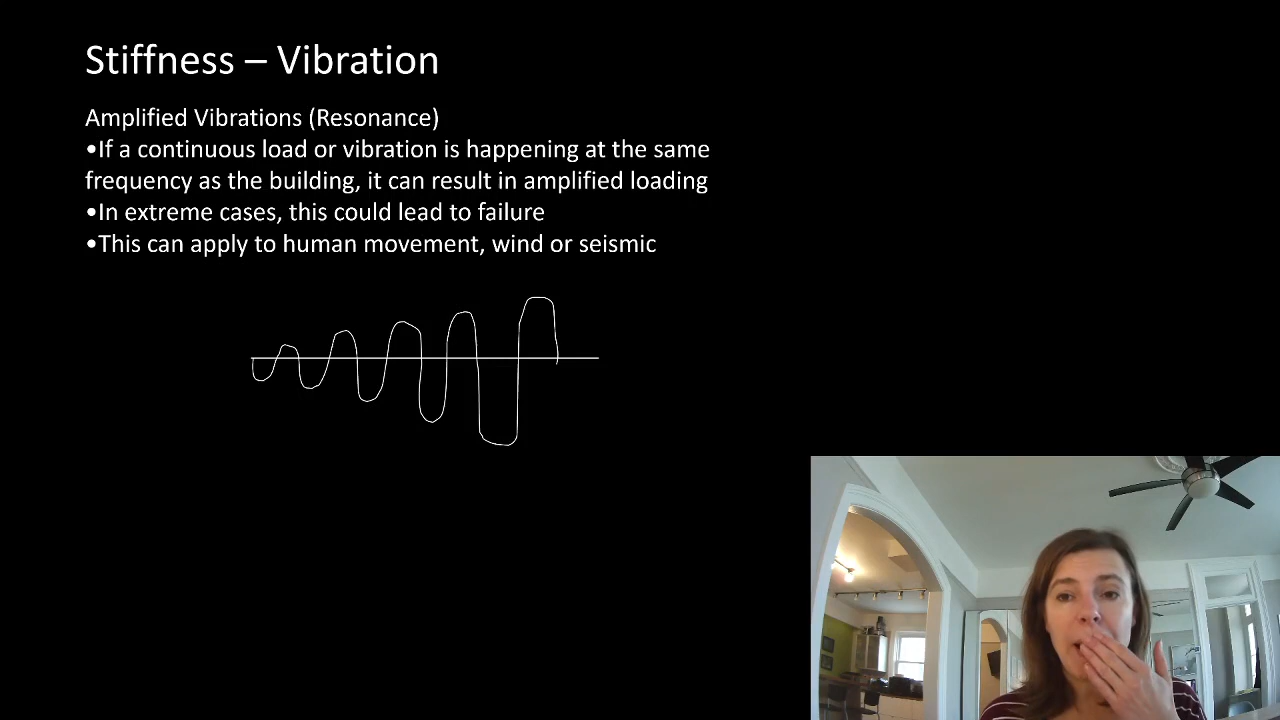 Stiffness – Vibration
Amplified Vibrations (Resonance)
•If a continuous load or vibration is happening at the same
frequency as the building, it can result in amplified loading
•In extreme cases, this could lead to failure
•This can apply to human movement, wind or seismic